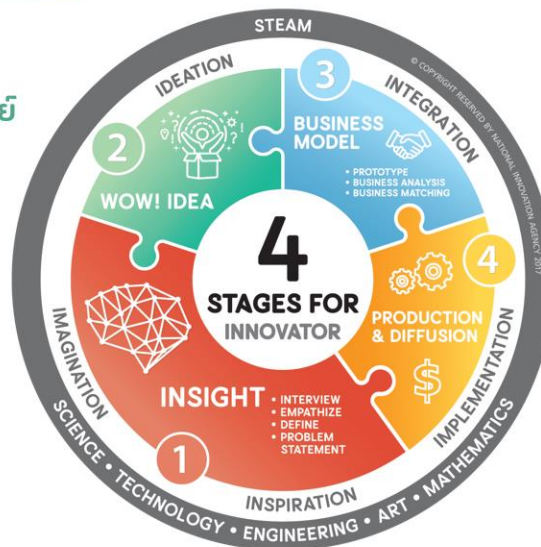 STEAM
© COPYRIGHT RESERVED BY NATIONAL INNOVATION AGENCY 2017
IDEATION
INTEGRATION
ย์
3
BUSINESS
MODEL
• PROTOTYPE
• BUSINESS ANALYSIS
• BUSINESS MATCHING
2
WOW! IDEA
4
STAGES FOR
INNOVATOR
4
PRODUCTION
& DIFFUSION
$
IMAGINATION
IMPLEMENTATION
INSIGHT
• INTERVIEW
• EMPATHIZE
• DEFINE
• PROBLEM
STATEMENT
1
INSPIRATION
SCIENCE • TECHNOLOGY • ENGINEERING • ART • MATHEMATICS